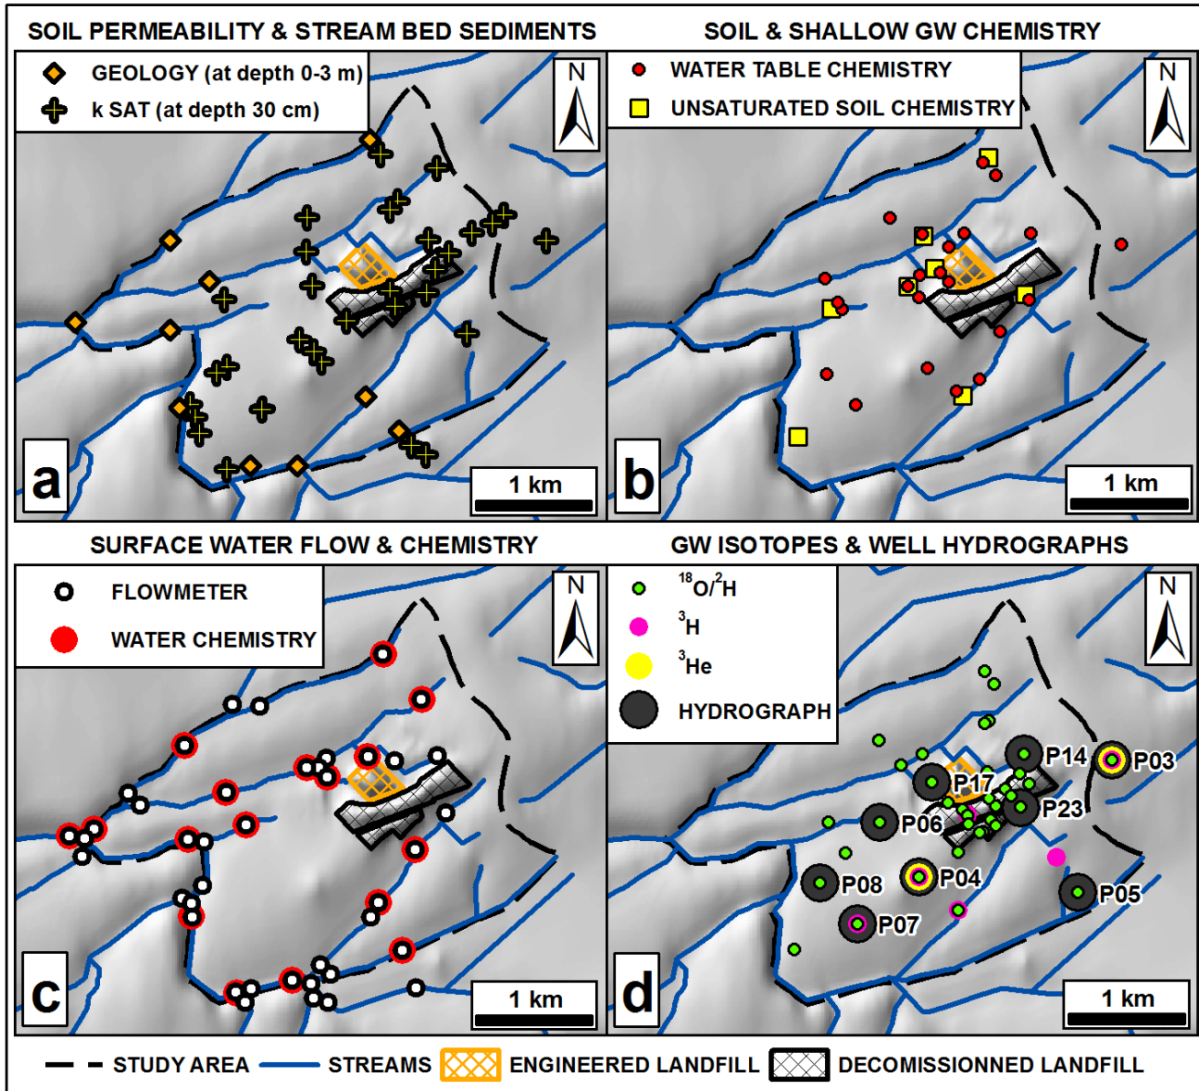 SOIL PERMEABILITY & STREAM BED SEDIMENTS
GEOLOGY (at depth 0-3 m)
k SAT (at depth 30 cm)
N
a
1 km
SOIL & SHALLOW GW CHEMISTRY
WATER TABLE CHEMISTRY
UNSATURATED SOIL CHEMISTRY
N
b
1 km
SURFACE WATER FLOW & CHEMISTRY
FLOWMETER
WATER CHEMISTRY
N
c
1 km
GW ISOTOPES & WELL HYDROGRAPHS
¹⁸O/²H
³H
³He
HYDROGRAPH
N
P14
P03
P17
P23
P06
P04
P08
P05
P07
d
1 km
STUDY AREA
STREAMS
ENGINEERED LANDFILL
DECOMISSIONNED LANDFILL